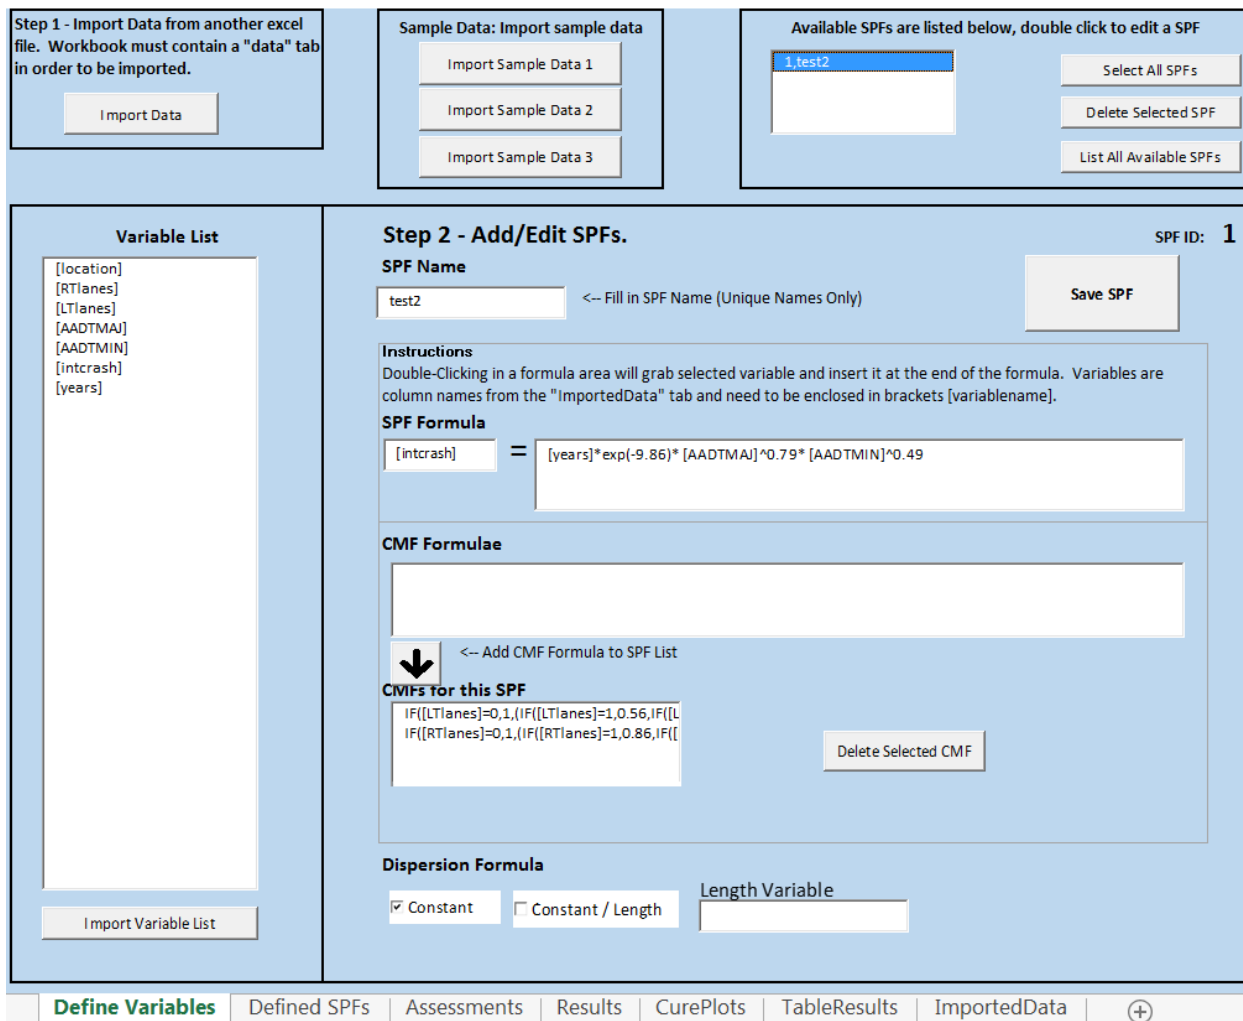 Step 1 - Import Data from another excel
file.  Workbook must contain a "data" tab
in order to be imported.
Import Data
Sample Data: Import sample data
Import Sample Data 1
Import Sample Data 2
Import Sample Data 3
Available SPFs are listed below, double click to edit a SPF
1,test2
Select All SPFs
Delete Selected SPF
List All Available SPFs
Variable List
[location]
[RTlanes]
[LTlanes]
[AADTMAJ]
[AADTMIN]
[intcrash]
[years]
Import Variable List
Step 2 - Add/Edit SPFs.
SPF ID: 1
SPF Name
test2
<-- Fill in SPF Name (Unique Names Only)
Save SPF
Instructions
Double-Clicking in a formula area will grab selected variable and insert it at the end of the formula.  Variables are
column names from the "ImportedData" tab and need to be enclosed in brackets [variablename].
SPF Formula
[intcrash] = [years]*exp(-9.86)* [AADTMAJ]^0.79* [AADTMIN]^0.49
CMF Formulae
<-- Add CMF Formula to SPF List
CMFs for this SPF
IF([LTlanes]=0,1,(IF([LTlanes]=1,0.56,IF([L
IF([RTlanes]=0,1,(IF([RTlanes]=1,0.86,IF([
Delete Selected CMF
Dispersion Formula
Constant
Constant / Length
Length Variable
Define Variables
Defined SPFs
Assessments
Results
CurePlots
TableResults
ImportedData